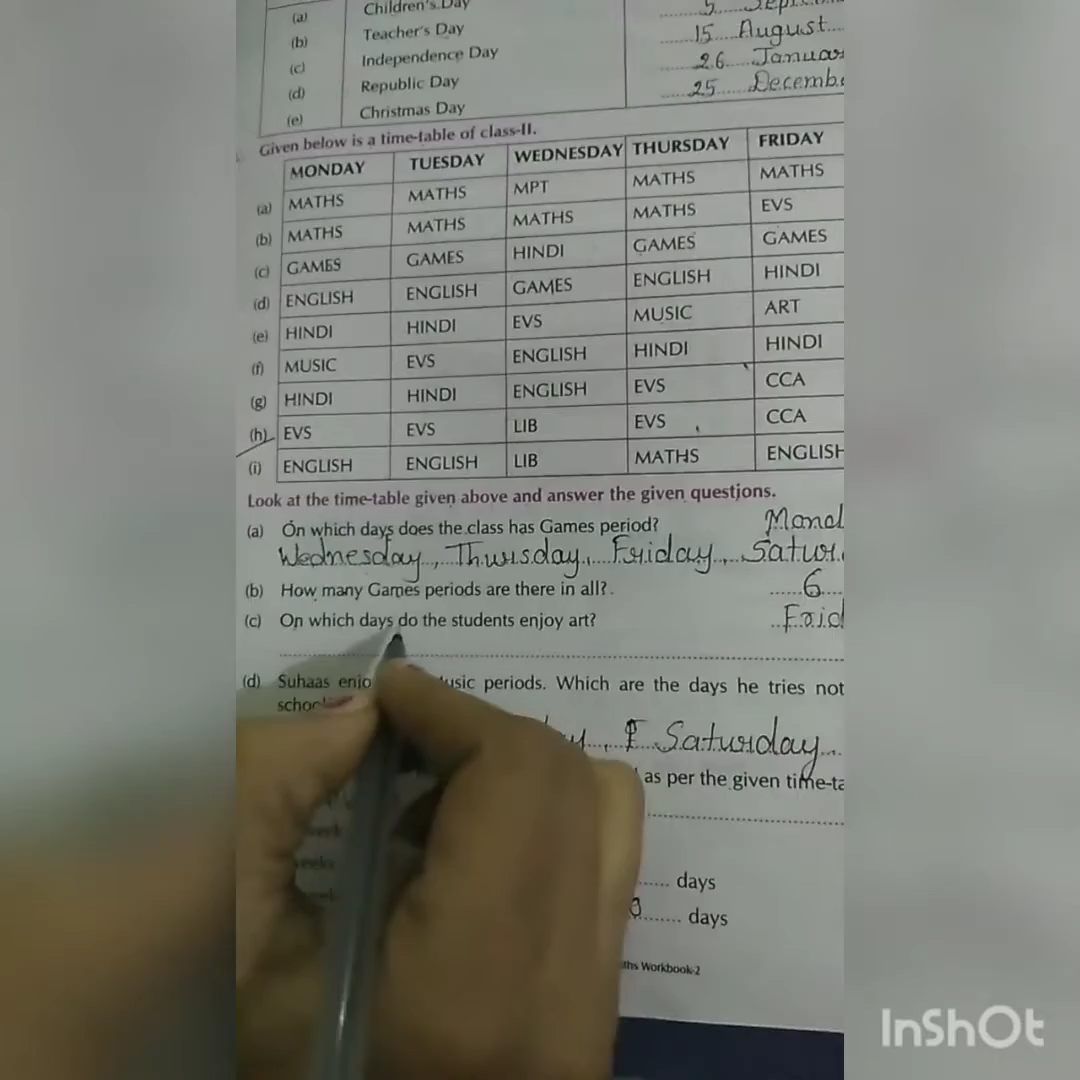 (a) Children's Day
5 Sep
(b) Teacher's Day 15 August
(c) Independence Day 26
(d) Republic Day 25
(e) Christmas Day
Given below is a time-table of class-II.
MONDAY TUESDAY WEDNESDAY THURSDAY FRIDAY
(a) MATHS MATHS MPT MATHS MATHS
(b) MATHS MATHS MATHS MATHS EVS
(c) GAMES GAMES HINDI GAMES GAMES
(d) ENGLISH ENGLISH GAMES ENGLISH HINDI
(e) HINDI HINDI EVS MUSIC ART
(f) MUSIC EVS ENGLISH HINDI HINDI
(g) HINDI HINDI ENGLISH EVS CCA
(h) EVS EVS LIB EVS CCA
(i) ENGLISH ENGLISH LIB MATHS ENGLISH
Look at the time-table given above and answer the given questions.
(a) On which days does the class has Games period? Mond
Wednesday, Thursday, Friday, Satur
(b) How many Games periods are there in all? 6
(c) On which days do the students enjoy art? Frid
(d) Suhaas enjo usic periods. Which are the days he tries not
school
& Saturday
as per the given time-ta
days
0 days
ths Workbook-2
InShOt